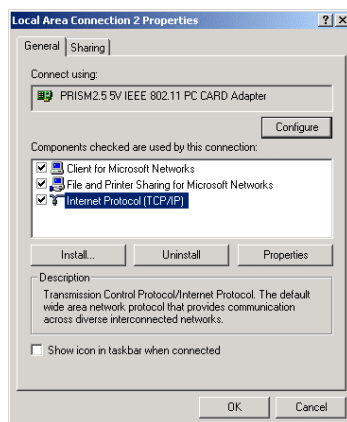 Local Area Connection 2 Properties
General
Sharing
Connect using:
PRISM2.5 5V IEEE 802.11 PC CARD Adapter
Configure
Components checked are used by this connection:
Client for Microsoft Networks
File and Printer Sharing for Microsoft Networks
Internet Protocol (TCP/IP)
Install...
Uninstall
Properties
Description
Transmission Control Protocol/Internet Protocol. The default
wide area network protocol that provides communication
across diverse interconnected networks.
Show icon in taskbar when connected
OK
Cancel